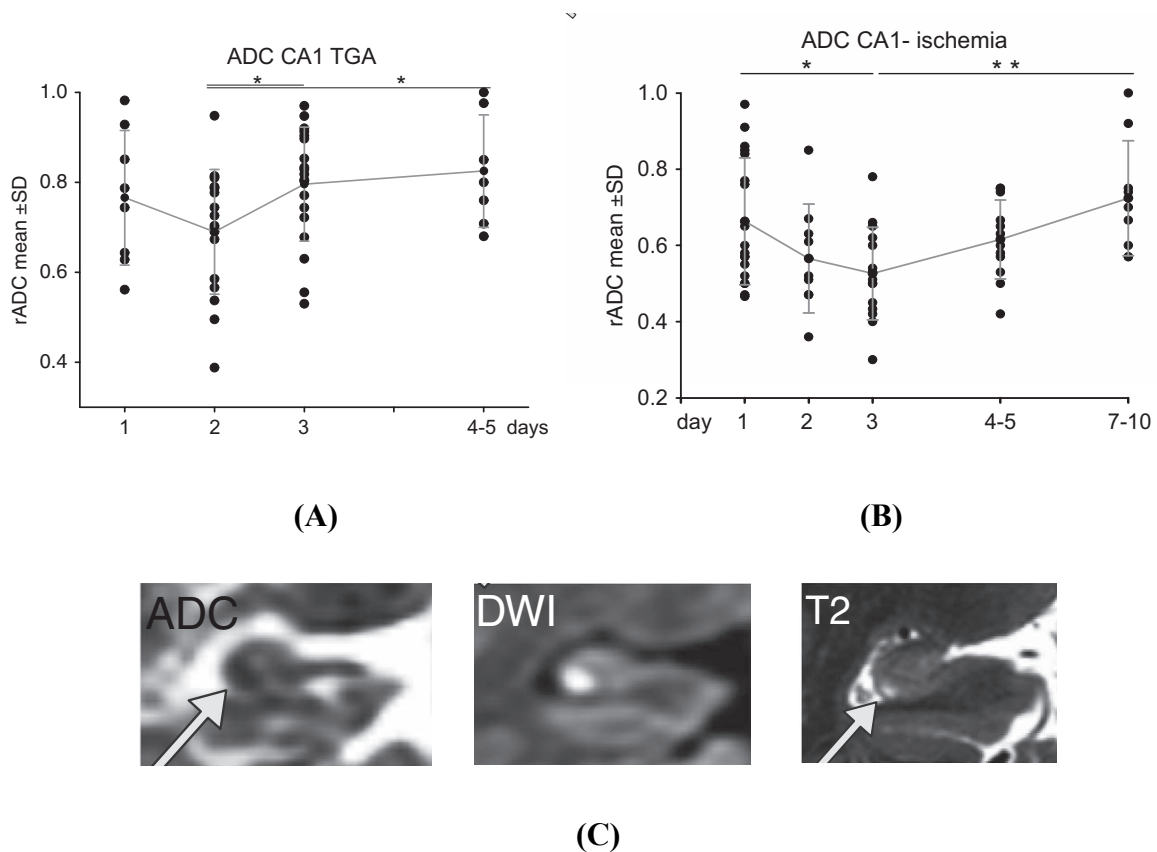 ADC CA1 TGA
* *
rADC mean ±SD
1.0
0.8
0.6
0.4
1 2 3 4-5 days
(A)
ADC CA1- ischemia
* * *
rADC mean ±SD
1.0
0.8
0.6
0.4
0.2
day 1 2 3 4-5 7-10
(B)
ADC
DWI
T2
(C)